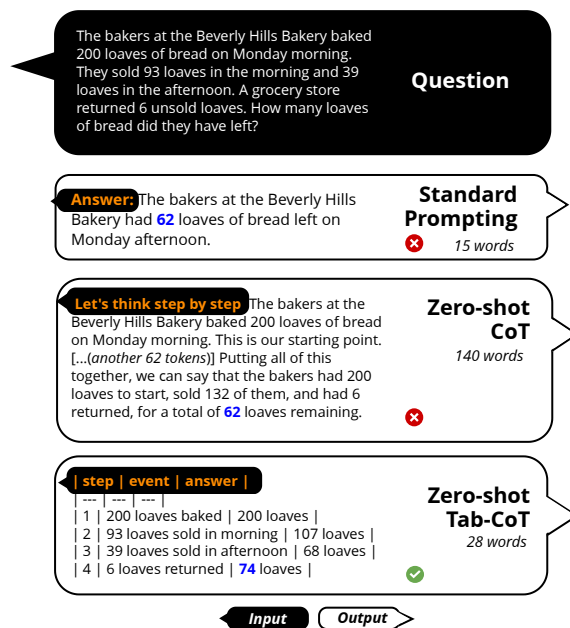 The bakers at the Beverly Hills Bakery baked
200 loaves of bread on Monday morning.
They sold 93 loaves in the morning and 39
loaves in the afternoon. A grocery store
returned 6 unsold loaves. How many loaves
of bread did they have left?
Question
Answer: The bakers at the Beverly Hills
Bakery had 62 loaves of bread left on
Monday afternoon.
Standard
Prompting
15 words
Let's think step by step The bakers at the
Beverly Hills Bakery baked 200 loaves of bread
on Monday morning. This is our starting point.
[...(another 62 tokens)] Putting all of this
together, we can say that the bakers had 200
loaves to start, sold 132 of them, and had 6
returned, for a total of 62 loaves remaining.
Zero-shot
CoT
140 words
| step | event | answer |
| --- | --- | --- |
| 1 | 200 loaves baked | 200 loaves |
| 2 | 93 loaves sold in morning | 107 loaves |
| 3 | 39 loaves sold in afternoon | 68 loaves |
| 4 | 6 loaves returned | 74 loaves |
Zero-shot
Tab-CoT
28 words
Input
Output